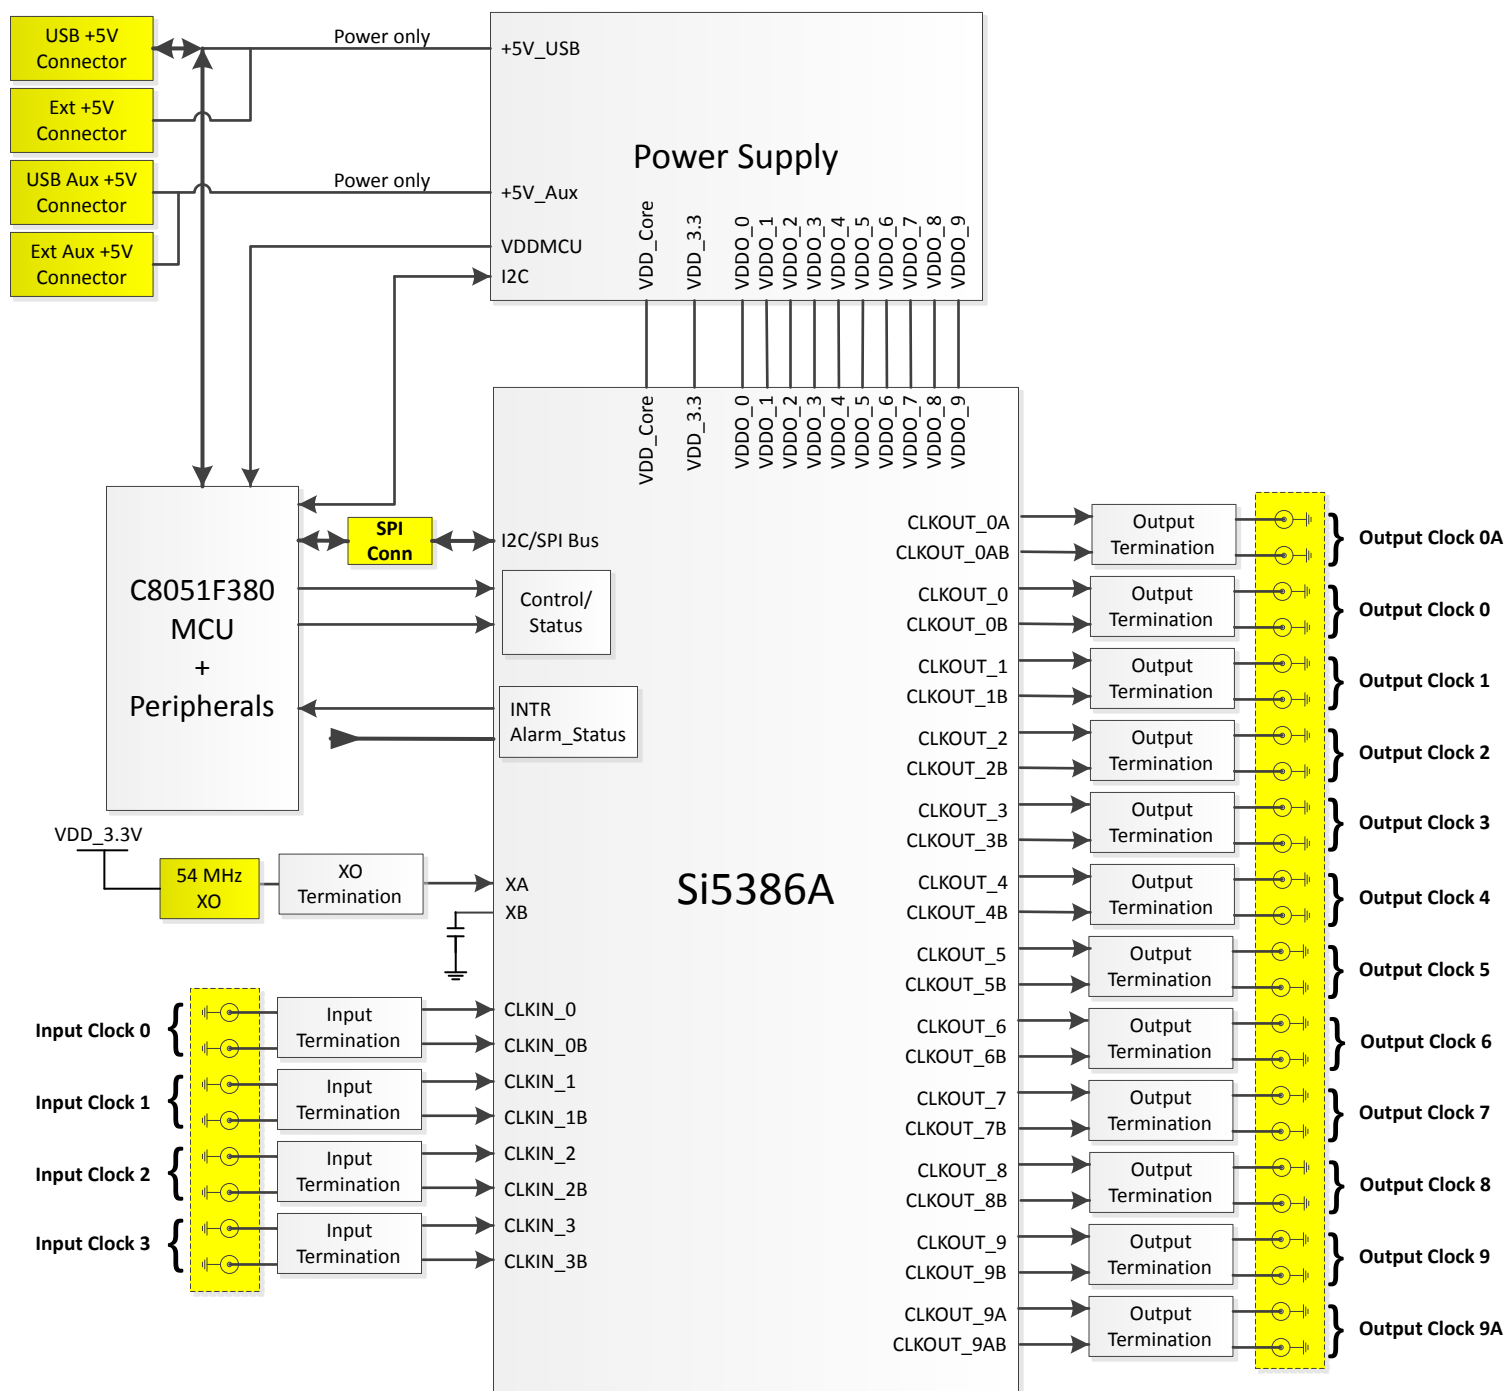 USB +5V
Connector
Ext +5V
Connector
USB Aux +5V
Connector
Ext Aux +5V
Connector
Power only
Power only
+5V_USB
Power Supply
+5V_Aux
VDDMCU
I2C
VDD_Core
VDD_3.3
VDDO_0
VDDO_1
VDDO_2
VDDO_3
VDDO_4
VDDO_5
VDDO_6
VDDO_7
VDDO_8
VDDO_9
VDD_Core
VDD_3.3
VDDO_0
VDDO_1
VDDO_2
VDDO_3
VDDO_4
VDDO_5
VDDO_6
VDDO_7
VDDO_8
VDDO_9
C8051F380
MCU
+
Peripherals
SPI
Conn
I2C/SPI Bus
Control/
Status
INTR
Alarm_Status
VDD_3.3V
54 MHz
XO
XO
Termination
XA
XB
Si5386A
Input Clock 0
Input
Termination
CLKIN_0
CLKIN_0B
Input Clock 1
Input
Termination
CLKIN_1
CLKIN_1B
Input Clock 2
Input
Termination
CLKIN_2
CLKIN_2B
Input Clock 3
Input
Termination
CLKIN_3
CLKIN_3B
CLKOUT_0A
CLKOUT_0AB
Output
Termination
Output Clock 0A
CLKOUT_0
CLKOUT_0B
Output
Termination
Output Clock 0
CLKOUT_1
CLKOUT_1B
Output
Termination
Output Clock 1
CLKOUT_2
CLKOUT_2B
Output
Termination
Output Clock 2
CLKOUT_3
CLKOUT_3B
Output
Termination
Output Clock 3
CLKOUT_4
CLKOUT_4B
Output
Termination
Output Clock 4
CLKOUT_5
CLKOUT_5B
Output
Termination
Output Clock 5
CLKOUT_6
CLKOUT_6B
Output
Termination
Output Clock 6
CLKOUT_7
CLKOUT_7B
Output
Termination
Output Clock 7
CLKOUT_8
CLKOUT_8B
Output
Termination
Output Clock 8
CLKOUT_9
CLKOUT_9B
Output
Termination
Output Clock 9
CLKOUT_9A
CLKOUT_9AB
Output
Termination
Output Clock 9A